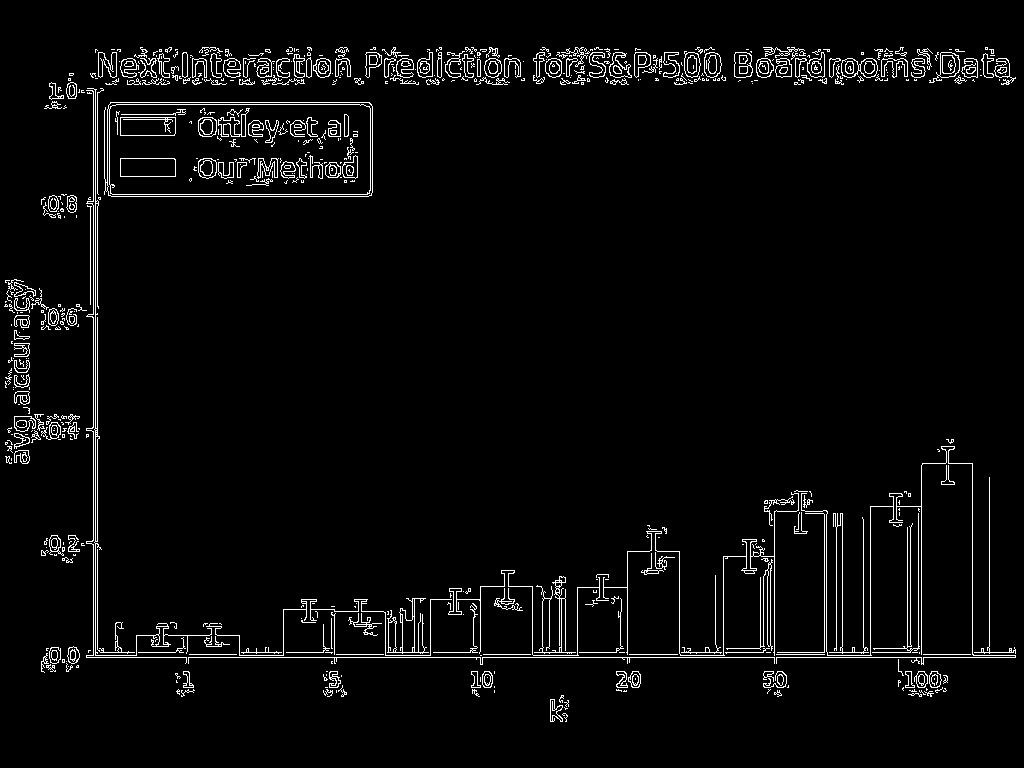 Next Interaction Prediction for S&P 500 Boardrooms Data
1.0
Ottley et al.
Our Method
0.8
0.6
0.4
0.2
0.0
avg accuracy
1 5 10 20 50 100
k